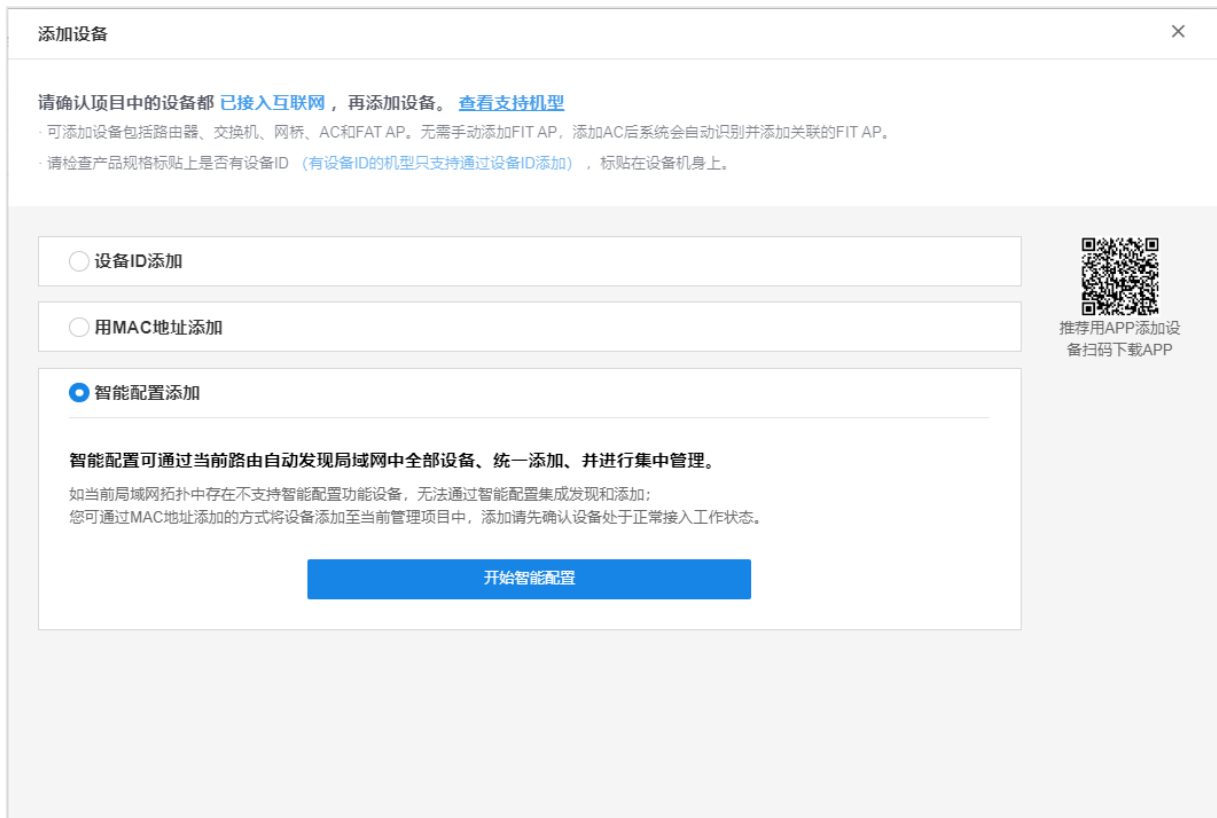 添加设备
请确认项目中的设备都 已接入互联网 ，再添加设备。 查看支持机型
· 可添加设备包括路由器、交换机、网桥、AC和FAT AP。无需手动添加FIT AP，添加AC后系统会自动识别并添加关联的FIT AP。
· 请检查产品规格标贴上是否有设备ID （有设备ID的机型只支持通过设备ID添加） ，标贴在设备机身上。
设备ID添加
用MAC地址添加
推荐用APP添加设
备扫码下载APP
智能配置添加
智能配置可通过当前路由自动发现局域网中全部设备、统一添加、并进行集中管理。
如当前局域网拓扑中存在不支持智能配置功能设备，无法通过智能配置集成发现和添加;
您可通过MAC地址添加的方式将设备添加至当前管理项目中，添加请先确认设备处于正常接入工作状态。
开始智能配置